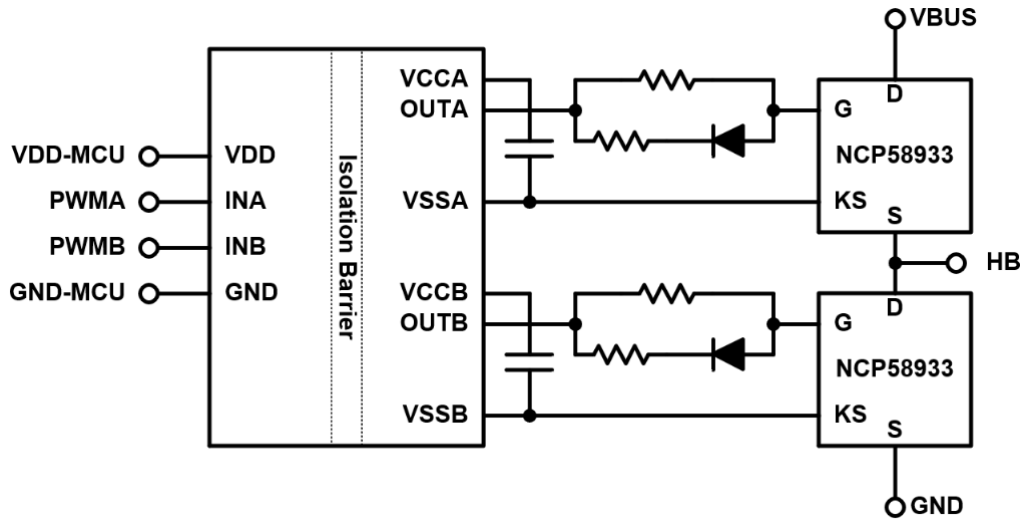 VBUS
VCCA
D
OUTA
G
VDD-MCU
VDD
NCP58933
PWMA
INA
VSSA
KS
S
PWMB
INB
Isolation Barrier
HB
GND-MCU
GND
VCCB
D
OUTB
G
NCP58933
VSSB
KS
S
GND